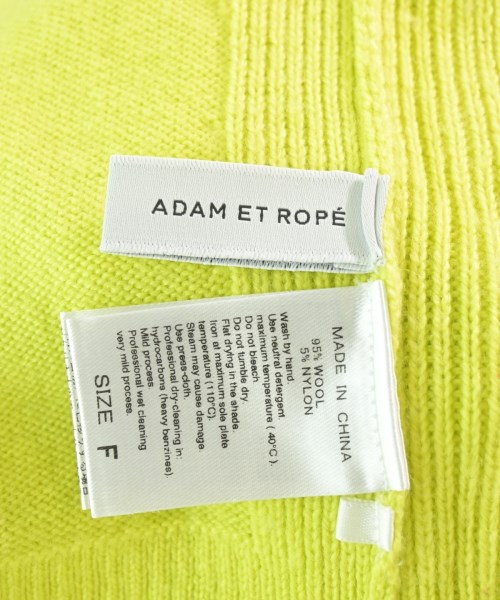 ADAM ET ROPÉ
MADE IN CHINA
95% WOOL
5% NYLON
Wash by hand.
Use neutral detergent
maximum temperature ( 40°C)
Do not bleach
Do not tumble dry.
Flat drying in the shade.
Iron at maximum sole plate
temperature (110°C)
Steam may cause damage.
Use press-cloth.
Professional dry-cleaning in:
hydrocarbons (heavy benzines).
Mild process
Professional wet cleaning
very mild process.
SIZE F